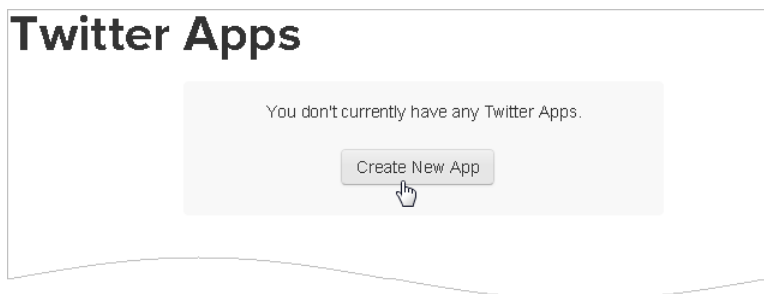 Twitter Apps
You don't currently have any Twitter Apps.
Create New App